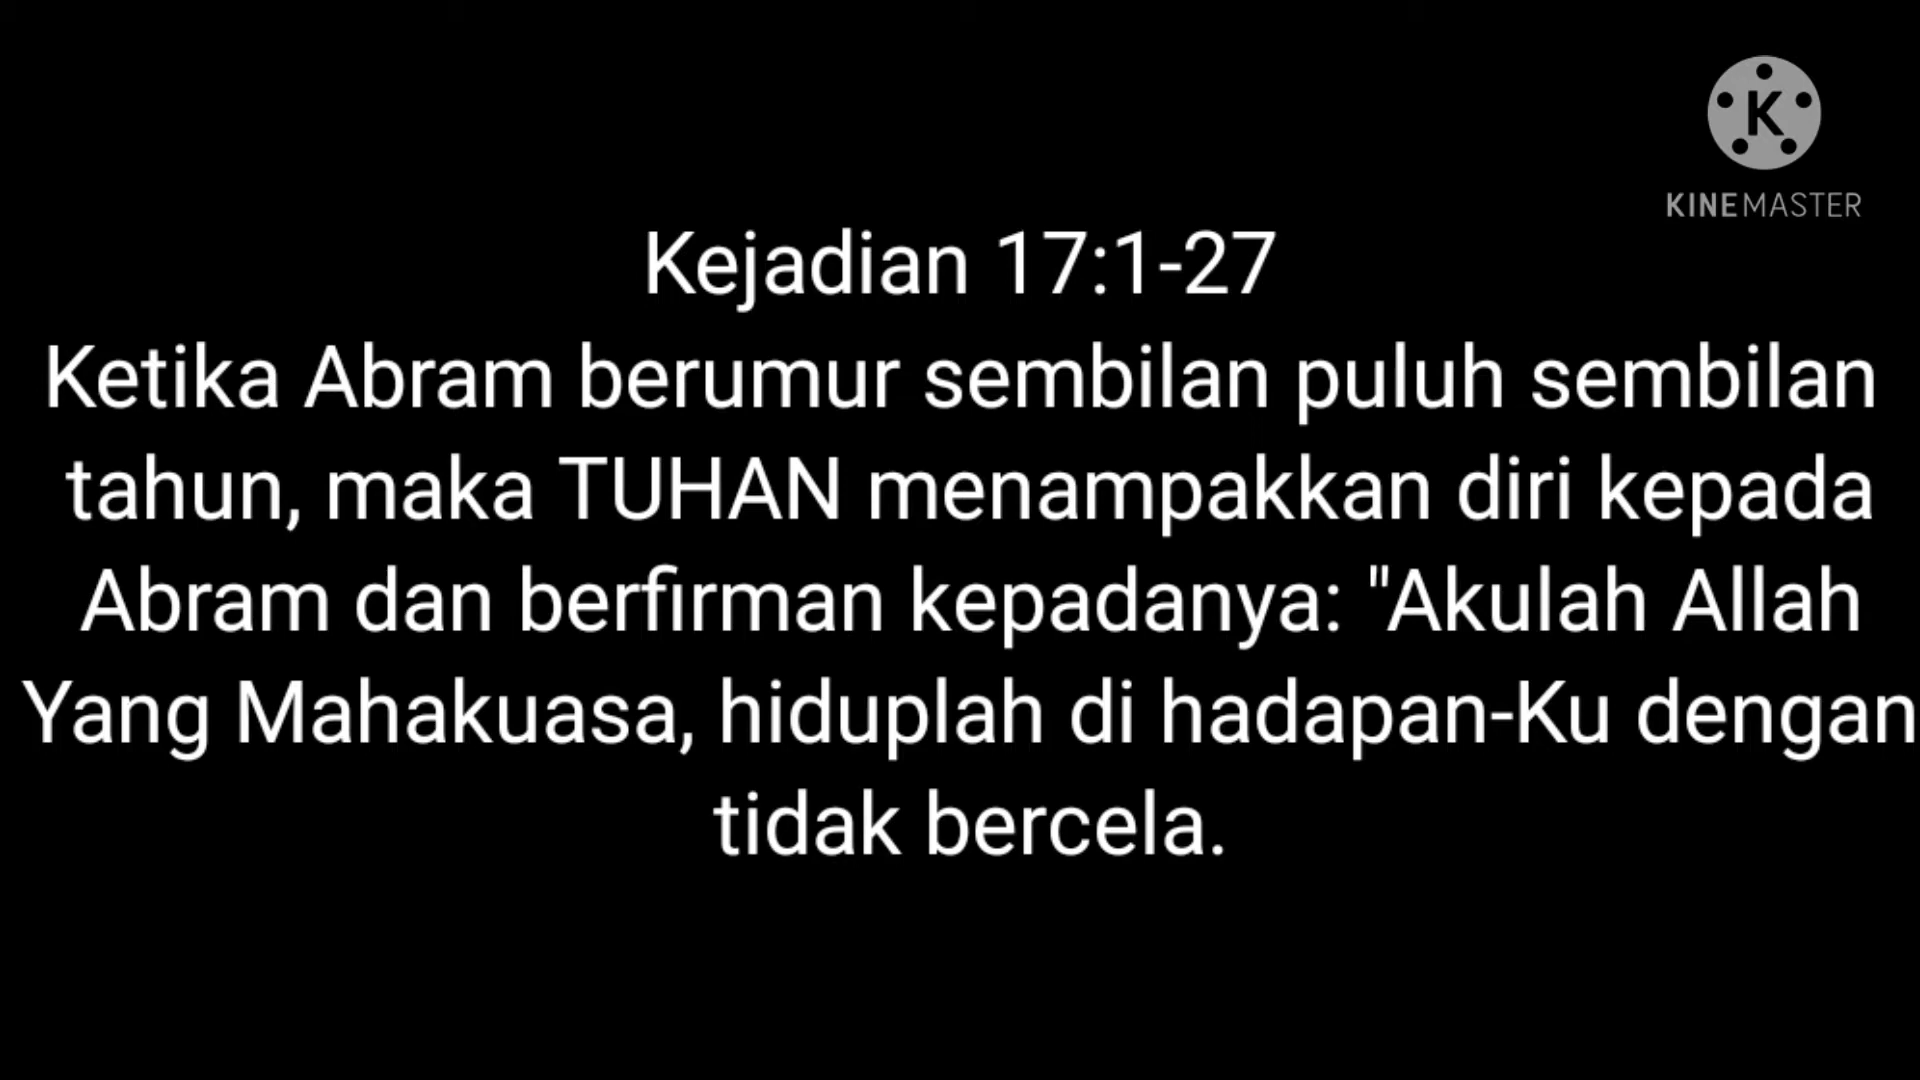 K
KINEMASTER
Kejadian 17:1-27
Ketika Abram berumur sembilan puluh sembilan
tahun, maka TUHAN menampakkan diri kepada
Abram dan berfirman kepadanya: "Akulah Allah
Yang Mahakuasa, hiduplah di hadapan-Ku dengan
tidak bercela.